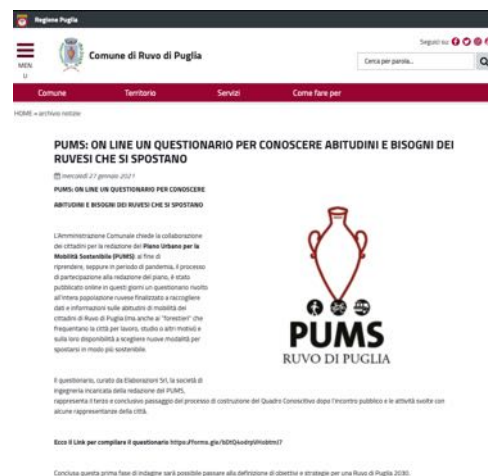 Regione Puglia
Seguici su
MEN
U
Comune di Ruvo di Puglia
Cerca per parola...
Comune Territorio Servizi Come fare per
HOME » archivio notizie
PUMS: ON LINE UN QUESTIONARIO PER CONOSCERE ABITUDINI E BISOGNI DEI
RUVESI CHE SI SPOSTANO
mercoledì 27 gennaio 2021
PUMS: ON LINE UN QUESTIONARIO PER CONOSCERE
ABITUDINI E BISOGNI DEI RUVESI CHE SI SPOSTANO
L'Amministrazione Comunale chiede la collaborazione
dei cittadini per la redazione del Piano Urbano per la
Mobilità Sostenibile (PUMS): al fine di
riprendere, seppure in periodo di pandemia, il processo
di partecipazione alla redazione del piano, è stato
pubblicato online in questi giorni un questionario rivolto
all'intera popolazione ruvese finalizzato a raccogliere
dati e informazioni sulle abitudini di mobilità dei
cittadini di Ruvo di Puglia (ma anche ai "forestieri" che
frequentano la città per lavoro, studio o altri motivi) e
sulla loro disponibilità a scegliere nuove modalità per
spostarsi in modo più sostenibile.
PUMS
RUVO DI PUGLIA
Il questionario, curato da Elaborazioni Srl, la società di
ingegneria incaricata della redazione del PUMS,
rappresenta il terzo e conclusivo passaggio del processo di costruzione del Quadro Conoscitivo dopo l'incontro pubblico e le attività svolte con
alcune rappresentanze della città.
Ecco il Link per compilare il questionario
Conclusa questa prima fase di indagine sarà possibile passare alla definizione di obiettivi e strategie per una Ruvo di Puglia 2030.